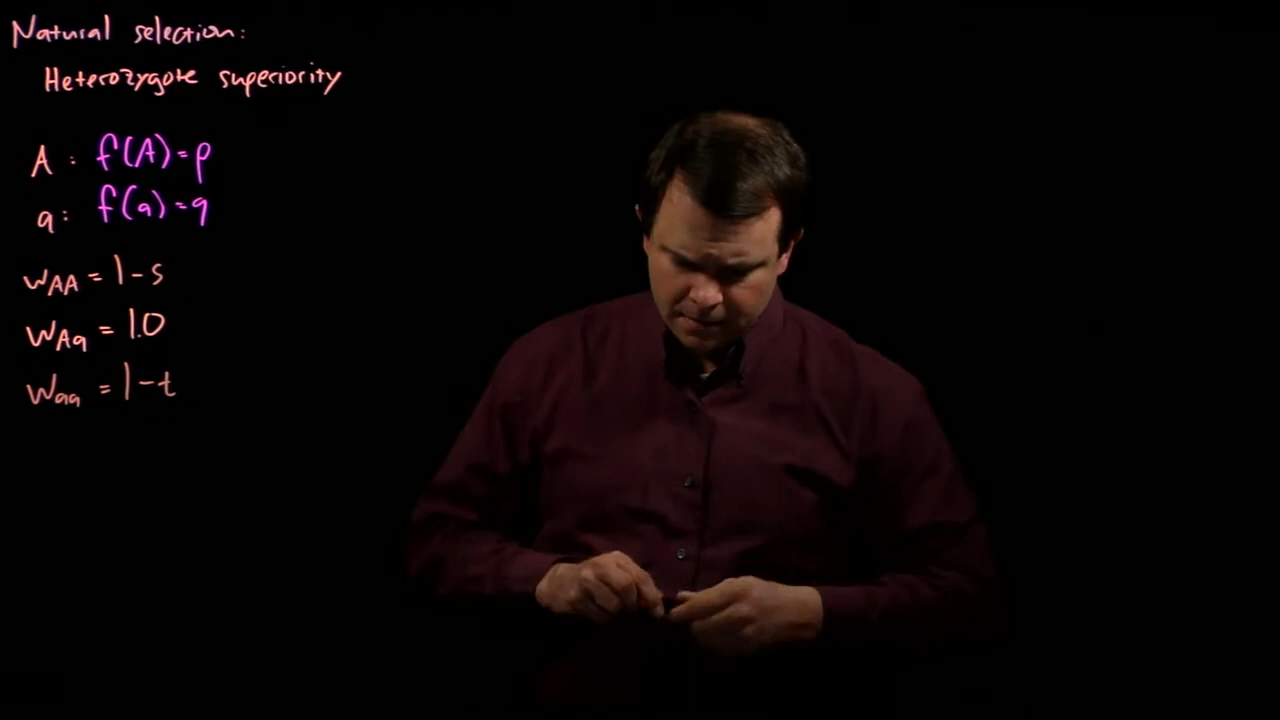 Natural selection:
Heterozygote superiority
A: f(A)=p
a: f(a)=q
wAA = 1-s
wAa = 1.0
waa = 1-t